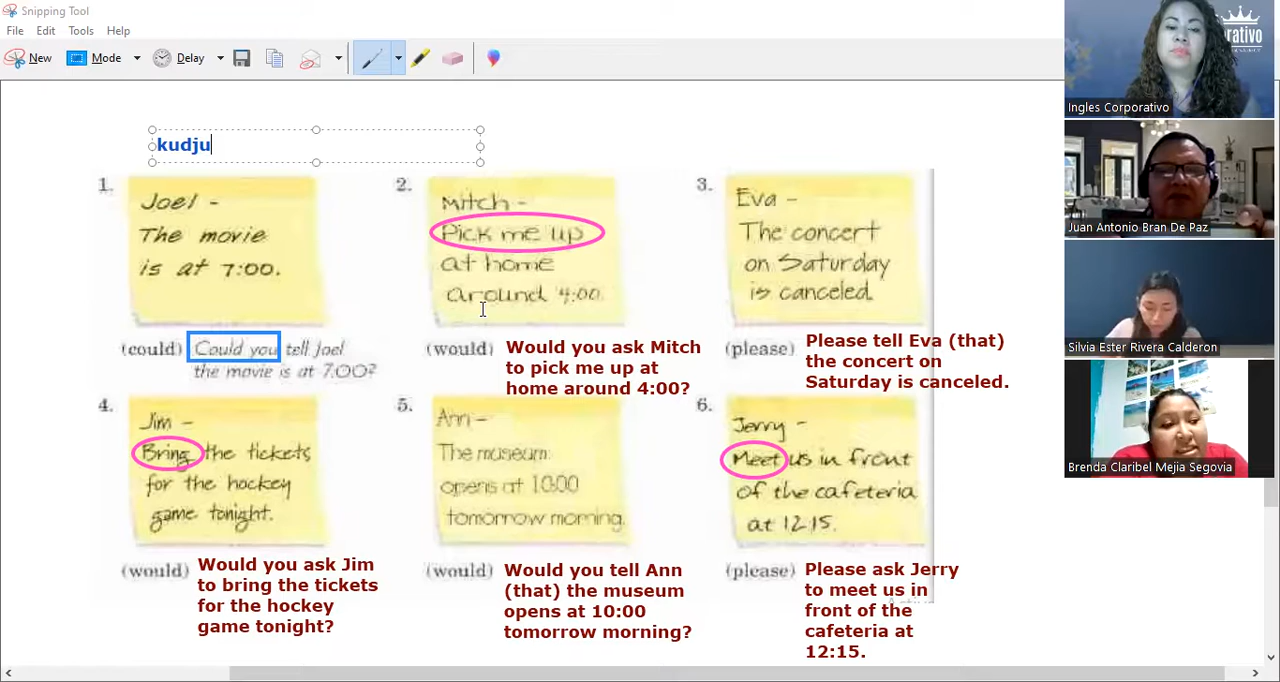 Snipping Tool
File Edit Tools Help
New Mode Delay
kudju
1.
Joel -
The movie
is at 7:00.
(could) Could you tell Joel
the movie is at 7:00?
2.
Mitch -
Pick me up
at home
around 4:00.
(would) Would you ask Mitch
to pick me up at
home around 4:00?
3.
Eva -
The concert
on Saturday
is canceled.
(please) Please tell Eva (that)
the concert on
Saturday is canceled.
4.
Jim -
Bring the tickets
for the hockey
game tonight.
(would) Would you ask Jim
to bring the tickets
for the hockey
game tonight?
5.
Ann -
The museum
opens at 10:00
tomorrow morning.
(would) Would you tell Ann
(that) the museum
opens at 10:00
tomorrow morning?
6.
Jerry -
Meet us in front
of the cafeteria
at 12:15.
(please) Please ask Jerry
to meet us in
front of the
cafeteria at
12:15.
Ingles Corporativo
Juan Antonio Bran De Paz
Silvia Ester Rivera Calderon
Brenda Claribel Mejia Segovia